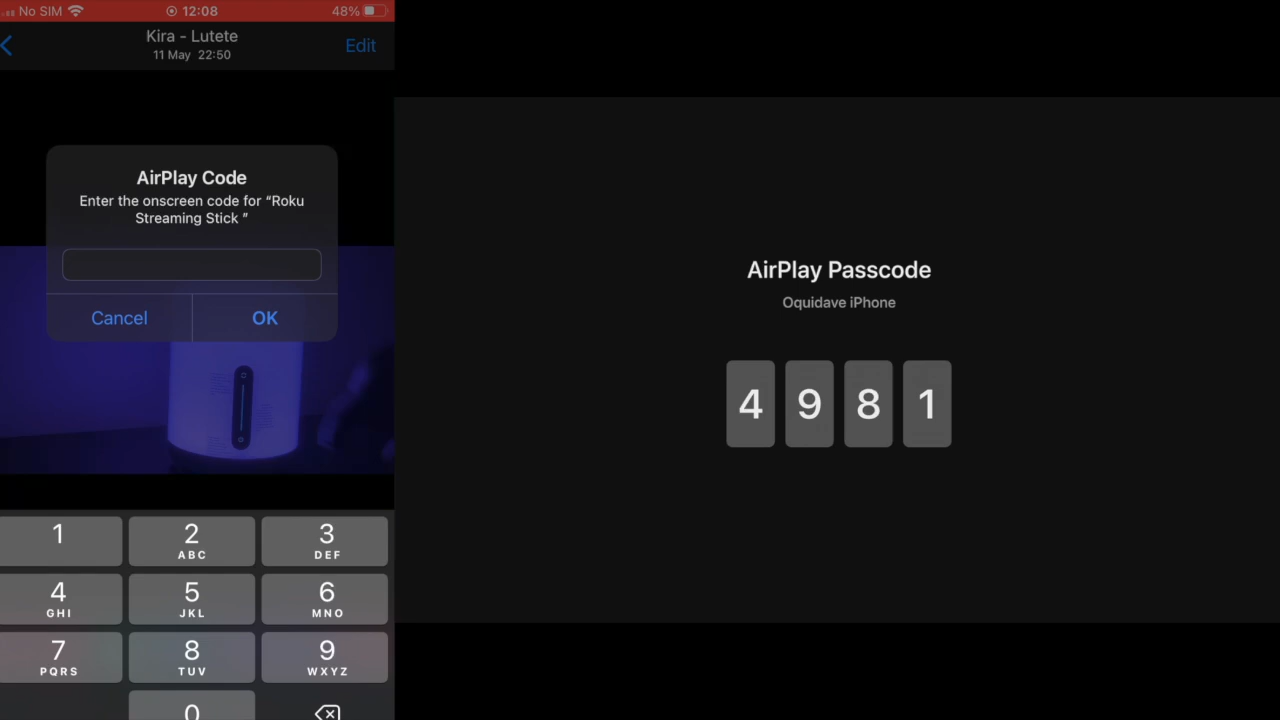 No SIM 12:08 48%
Kira - Lutete
11 May 22:50
Edit
AirPlay Code
Enter the onscreen code for “Roku
Streaming Stick ”
Cancel OK
1 2 3
ABC DEF
4 5 6
GHI JKL MNO
7 8 9
PQRS TUV WXYZ
0
AirPlay Passcode
Oquidave iPhone
4 9 8 1